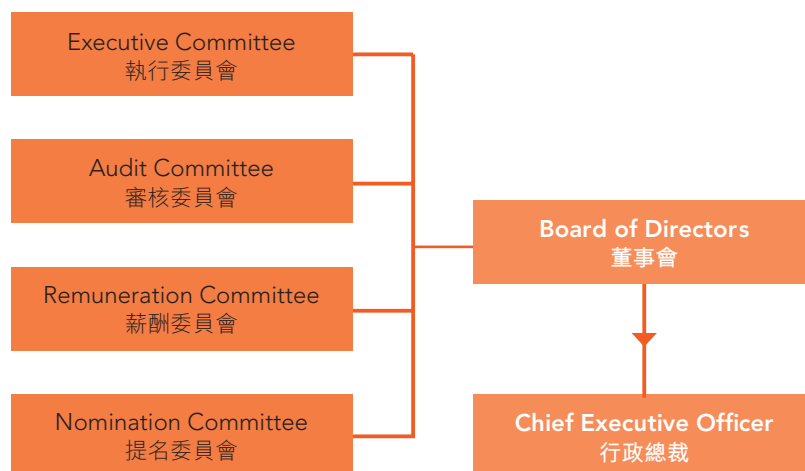 Executive Committee
執行委員會
Audit Committee
審核委員會
Remuneration Committee
薪酬委員會
Nomination Committee
提名委員會
Board of Directors
董事會
Chief Executive Officer
行政總裁